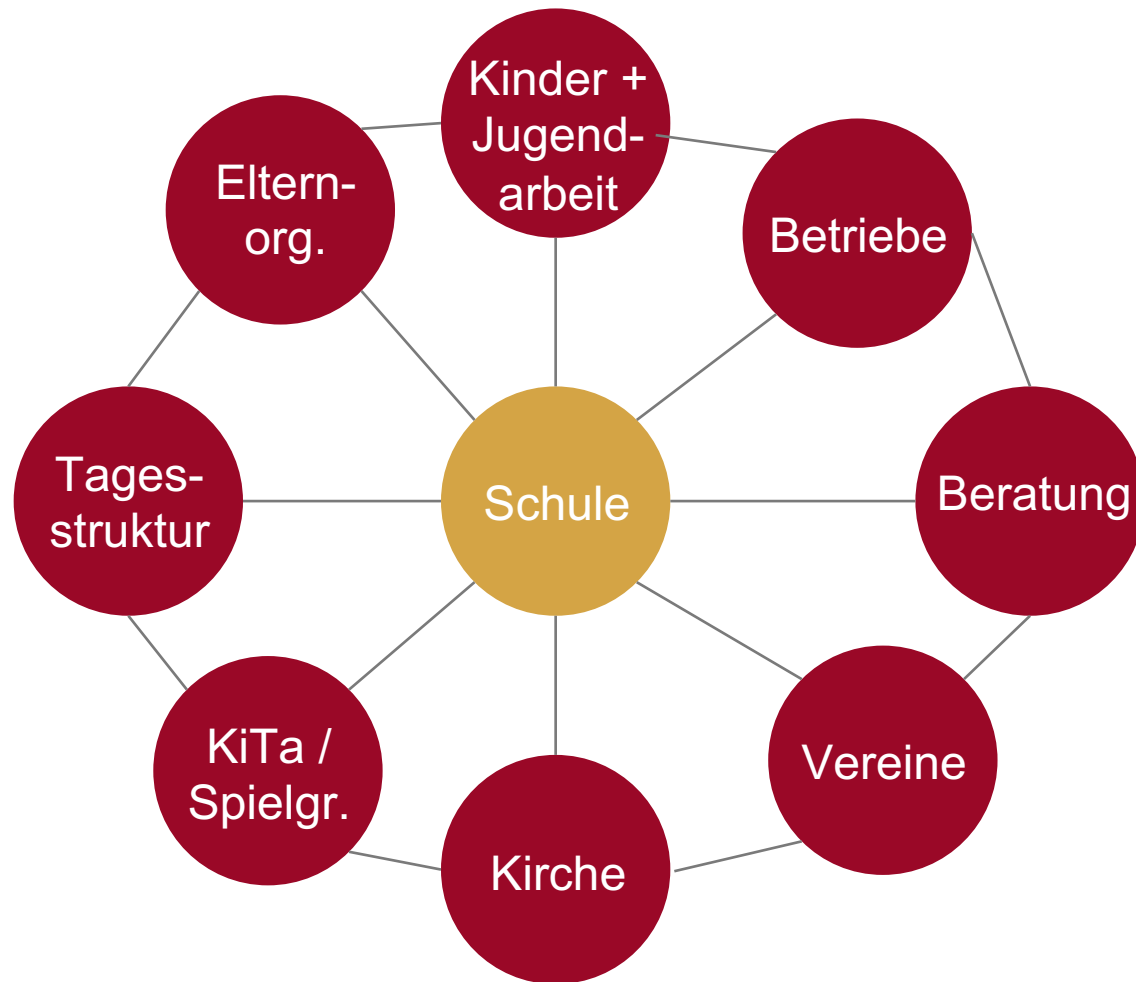 Kinder +
Jugend-
arbeit
Eltern-
org.
Betriebe
Tages-
struktur
Schule
Beratung
KiTa /
Spielgr.
Vereine
Kirche